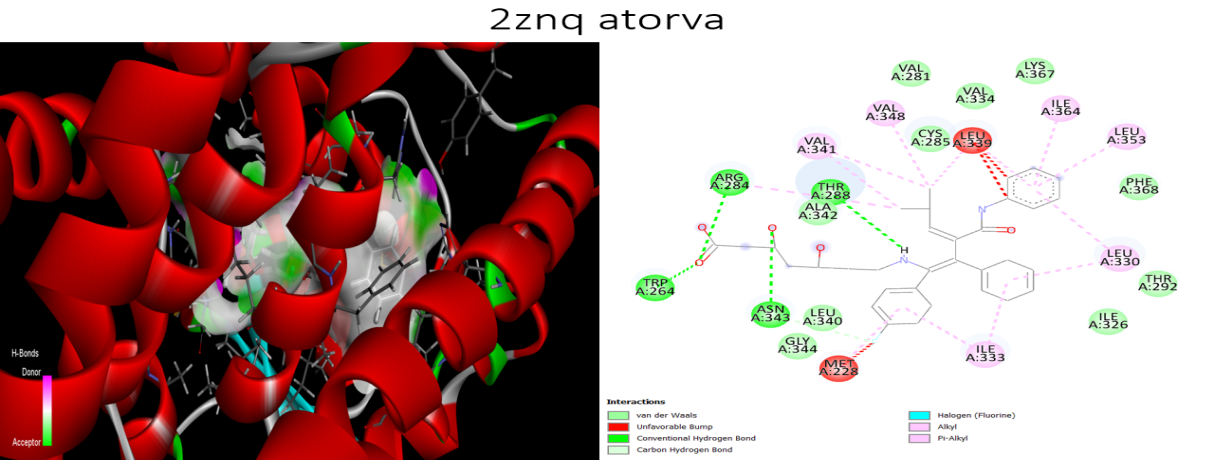 2znq atorva
H-Bonds
Donor
Acceptor
VAL
A:281
LYS
A:367
VAL
A:334
VAL
A:348
ILE
A:364
CYS
A:285
LEU
A:339
LEU
A:353
VAL
A:341
ARG
A:284
THR
A:288
PHE
A:368
ALA
A:342
O
O
O
O
H
N
N
O
LEU
A:330
TRP
A:264
THR
A:292
ASN
A:343
LEU
A:340
ILE
A:326
GLY
A:344
ILE
A:333
MET
A:228
Interactions
van der Waals
Unfavorable Bump
Conventional Hydrogen Bond
Carbon Hydrogen Bond
Halogen (Fluorine)
Alkyl
Pi-Alkyl